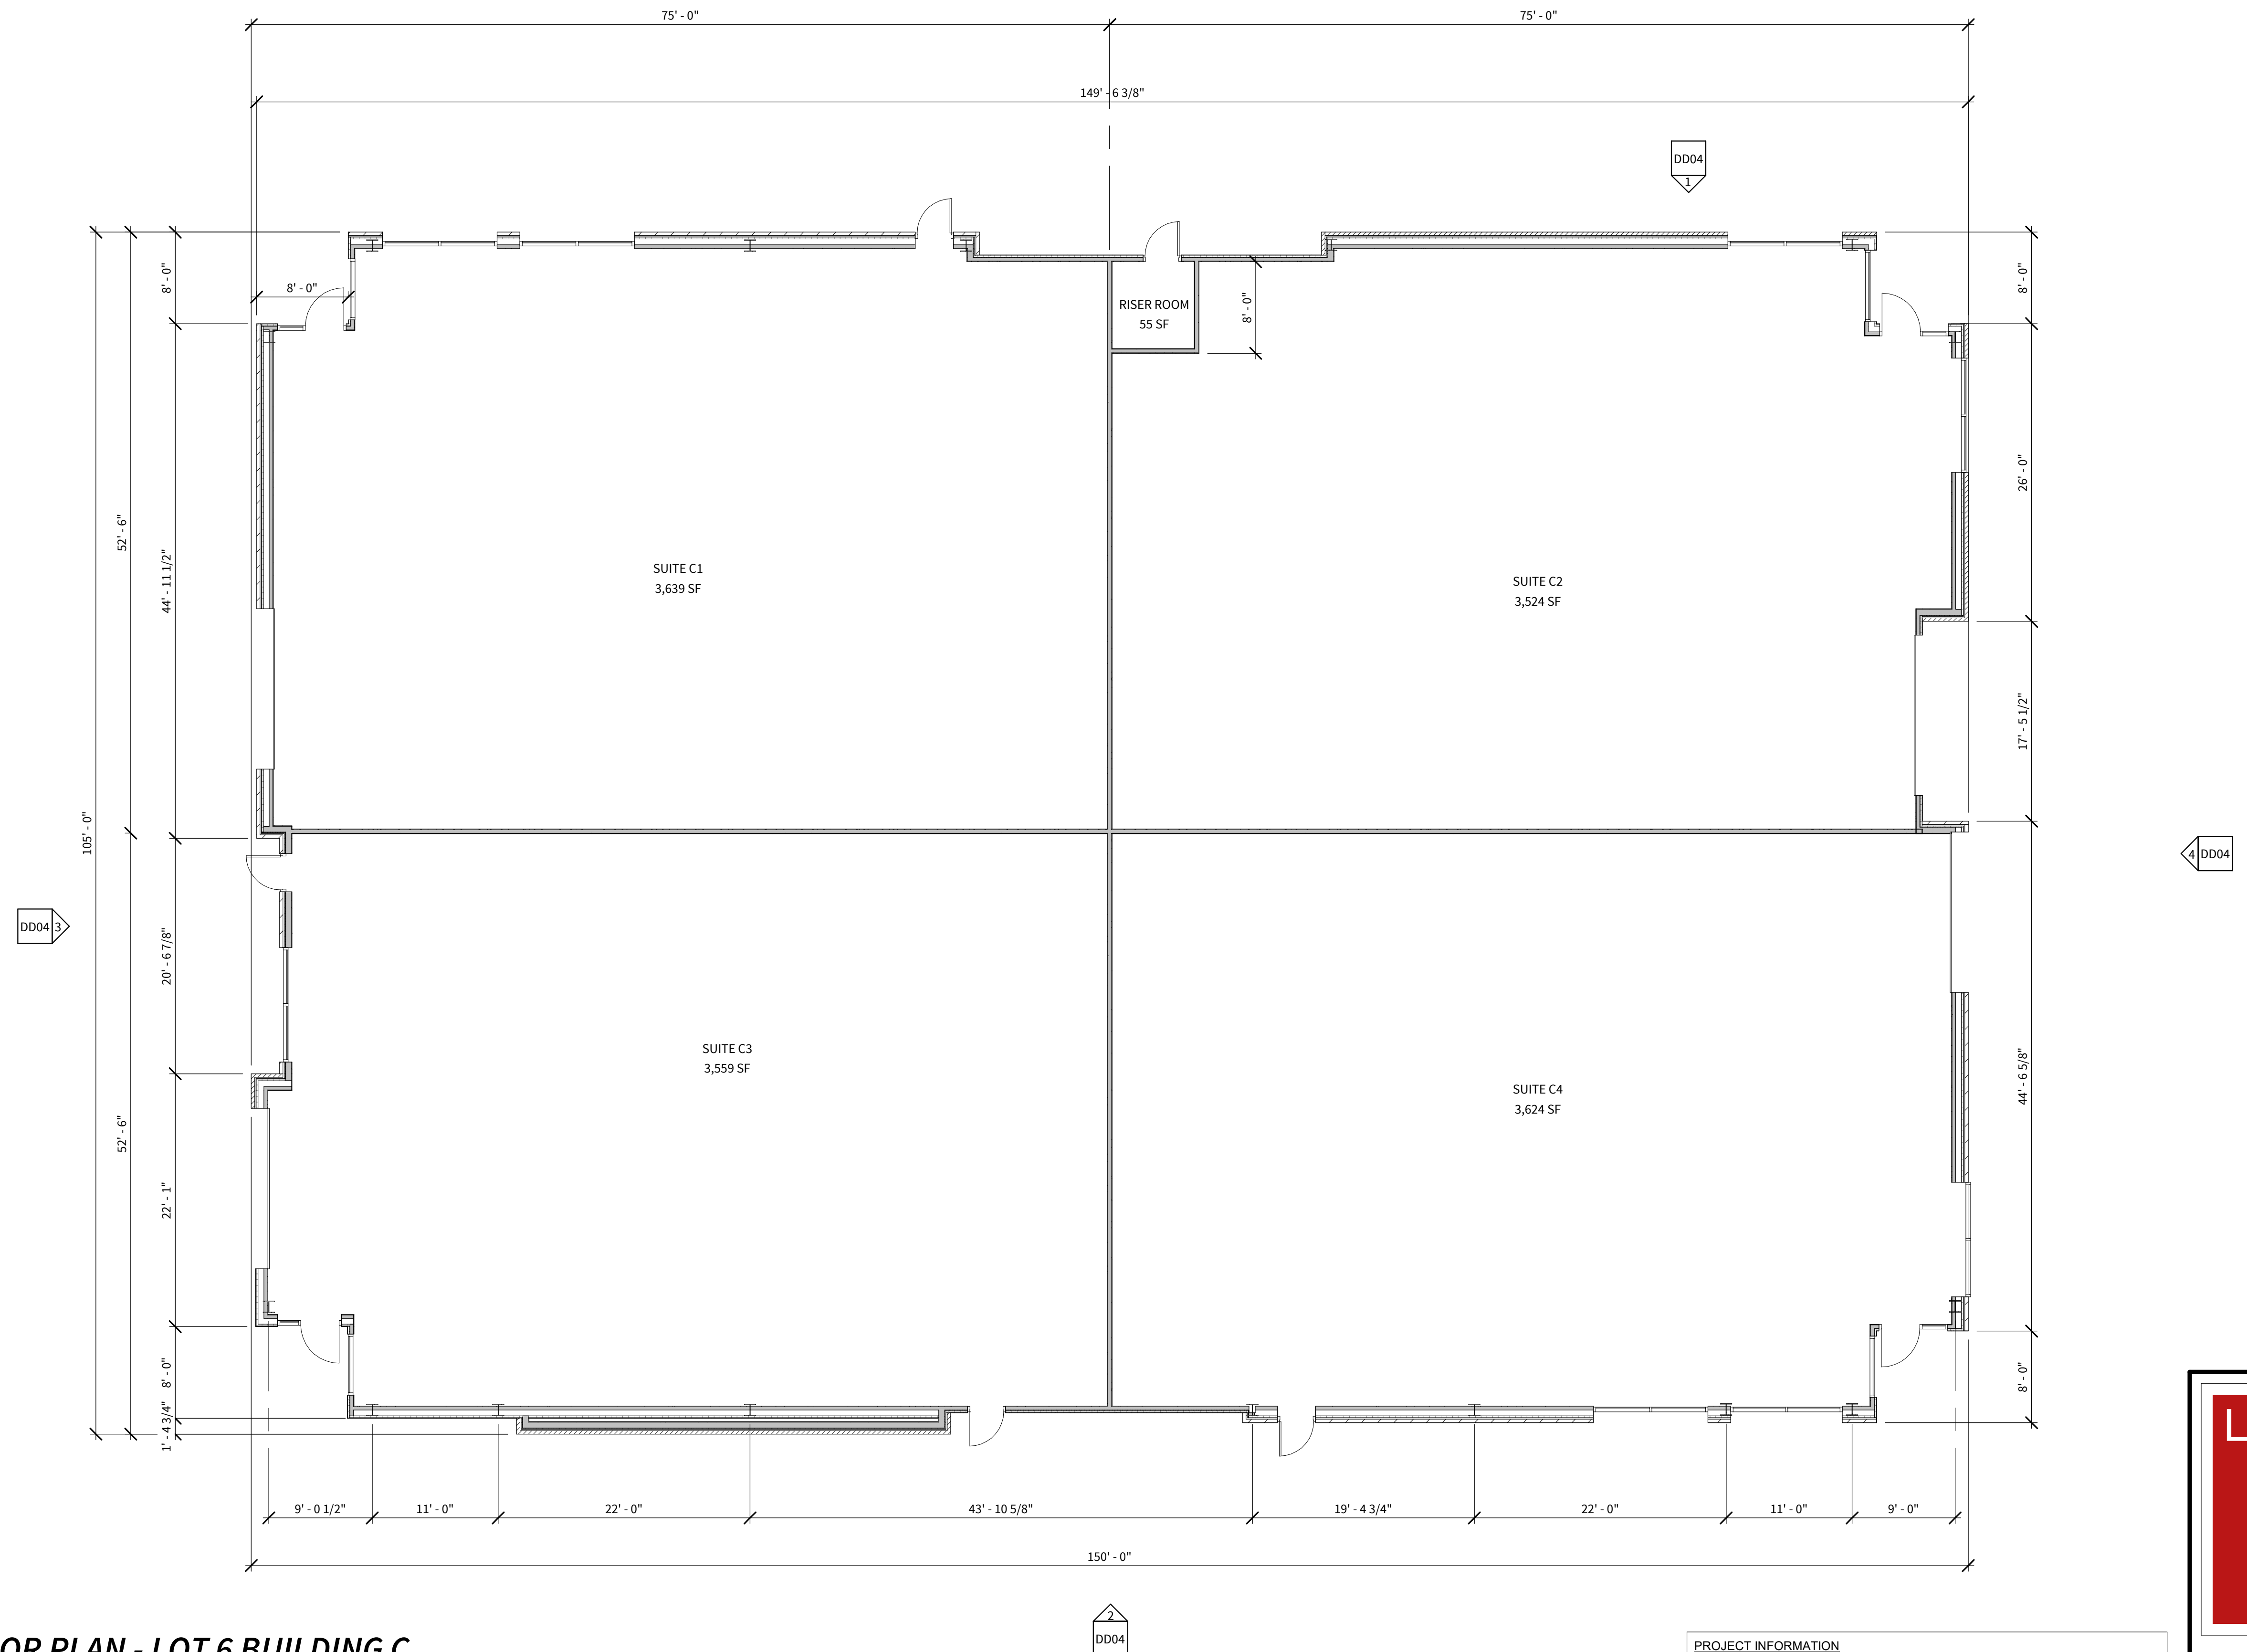 75' - 0"
75' - 0"
149' - 6 3/8"
DD04
1
8' - 0"
8' - 0"
RISER ROOM
55 SF
8' - 0"
8' - 0"
26' - 0"
52' - 6"
44' - 11 1/2"
SUITE C1
3,639 SF
SUITE C2
3,524 SF
17' - 5 1/2"
105' - 0"
4 DD04
DD04 3
20' - 6 7/8"
SUITE C3
3,559 SF
SUITE C4
3,624 SF
44' - 6 5/8"
52' - 6"
22' - 1"
8' - 0"
8' - 0"
1' - 4 3/4"
9' - 0 1/2"
11' - 0"
22' - 0"
43' - 10 5/8"
19' - 4 3/4"
22' - 0"
11' - 0"
9' - 0"
150' - 0"
2
DD04
OR PLAN - LOT 6 BUILDING C
PROJECT INFORMATION